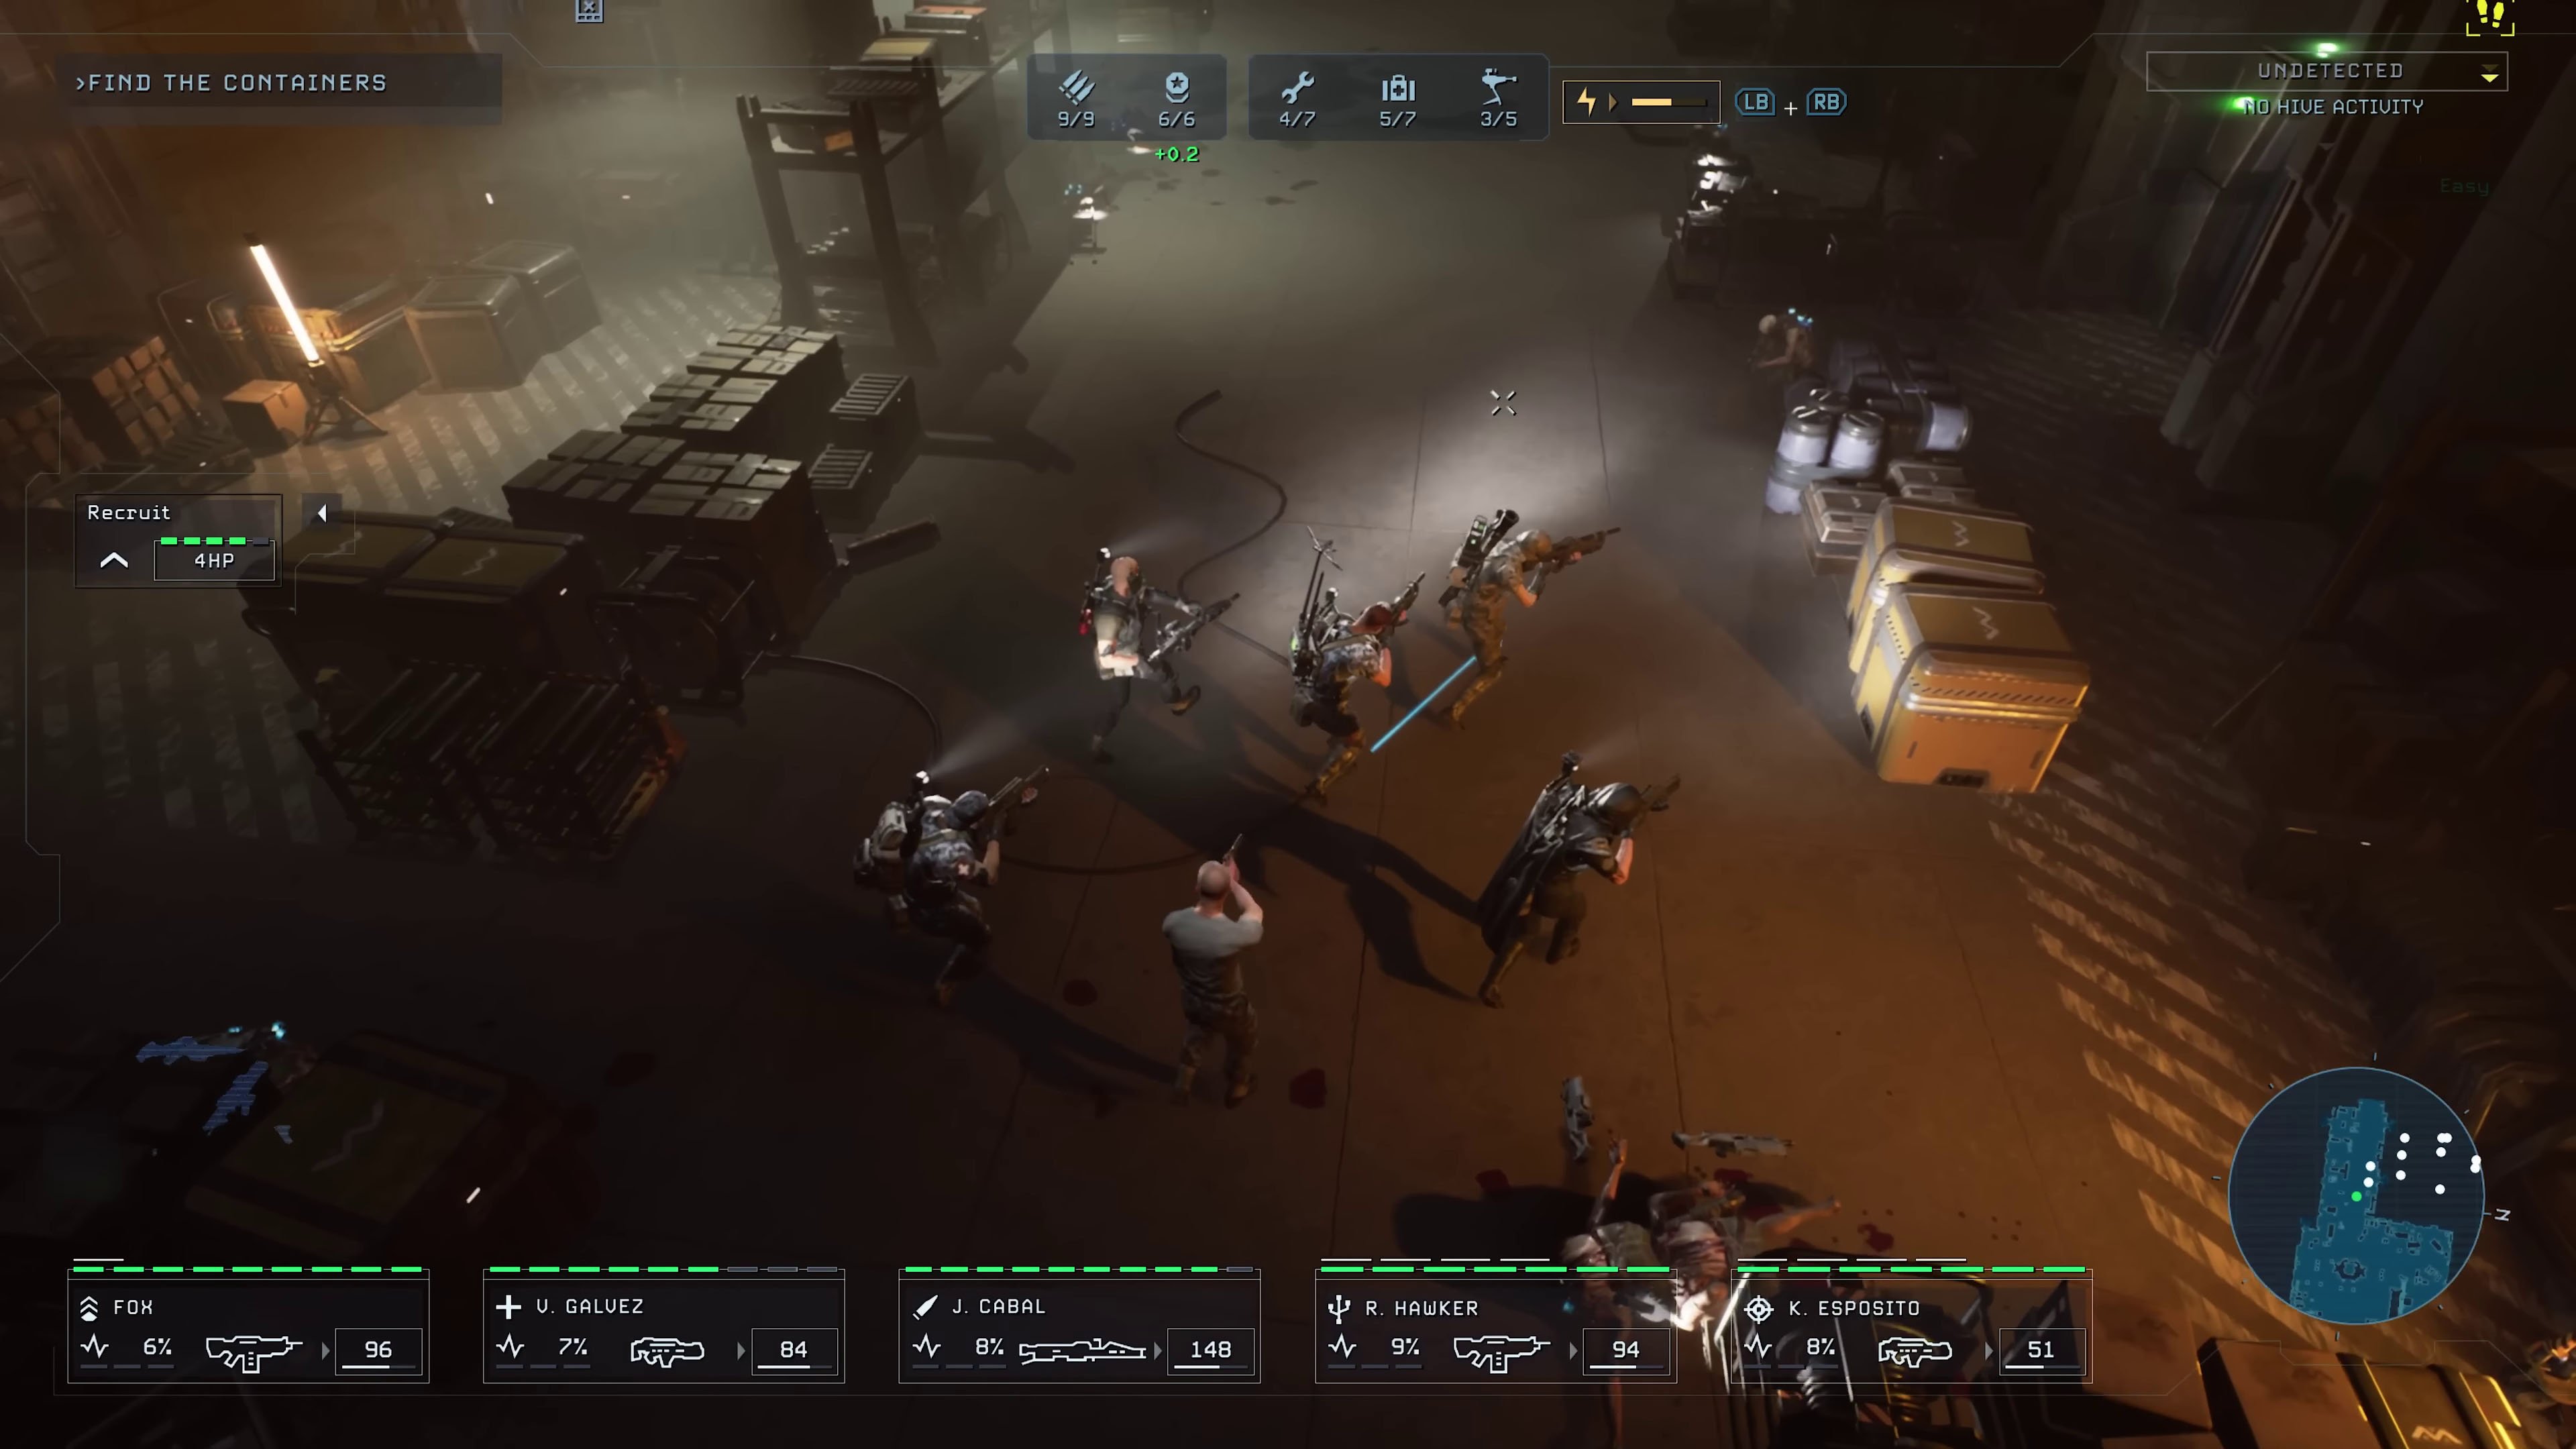 >FIND THE CONTAINERS
9/9
6/6
4/7
5/7
3/5
LB + RB
+0.2
UNDETECTED
NO HIVE ACTIVITY
Easy
Recruit
4HP
N
FOX
6%
96
V. GALVEZ
7%
84
J. CABAL
8%
148
R. HAWKER
9%
94
K. ESPOSITO
8%
51